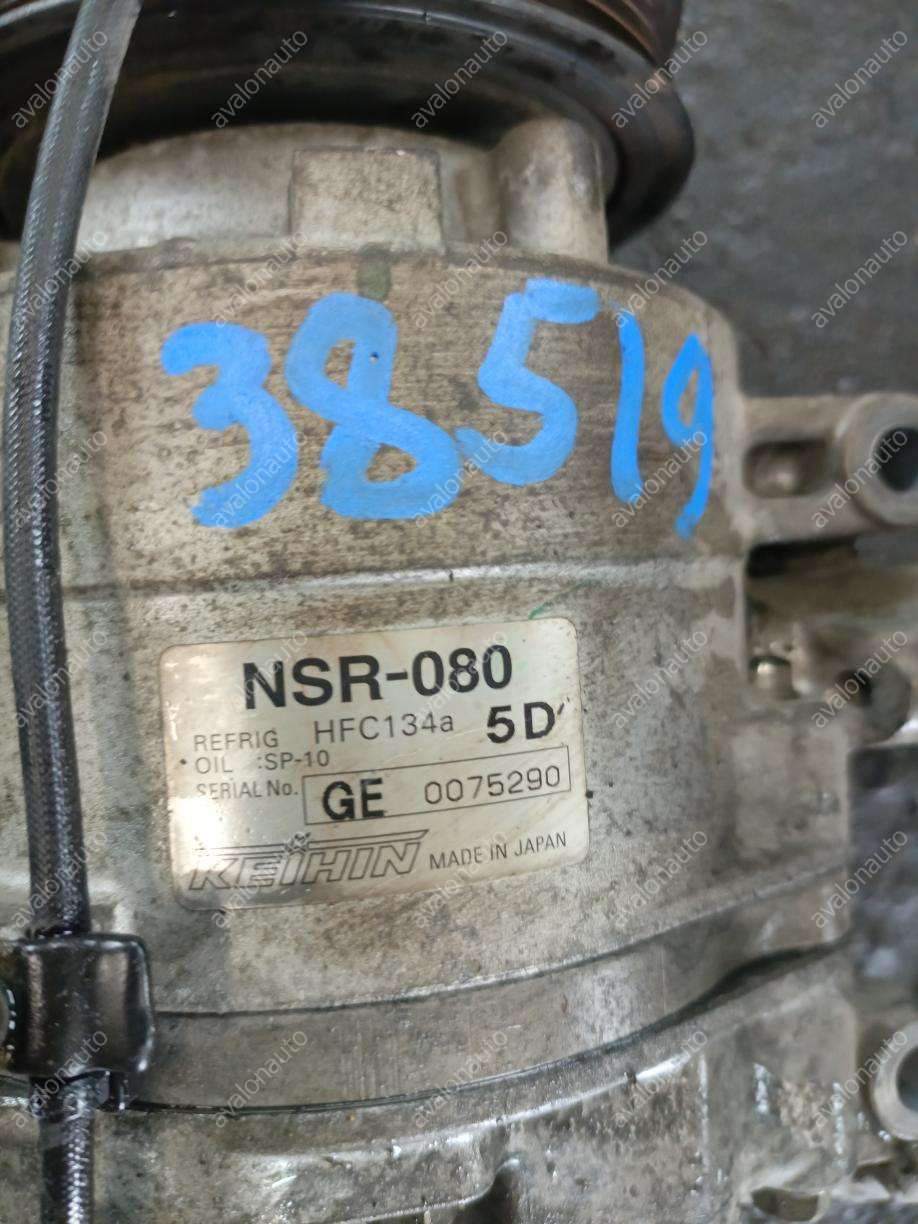 38519
NSR-080
REFRIG HFC134a 5D
OIL :SP-10
SERIAL No. GE 0075290
KEIHIN MADE IN JAPAN
avalonauto